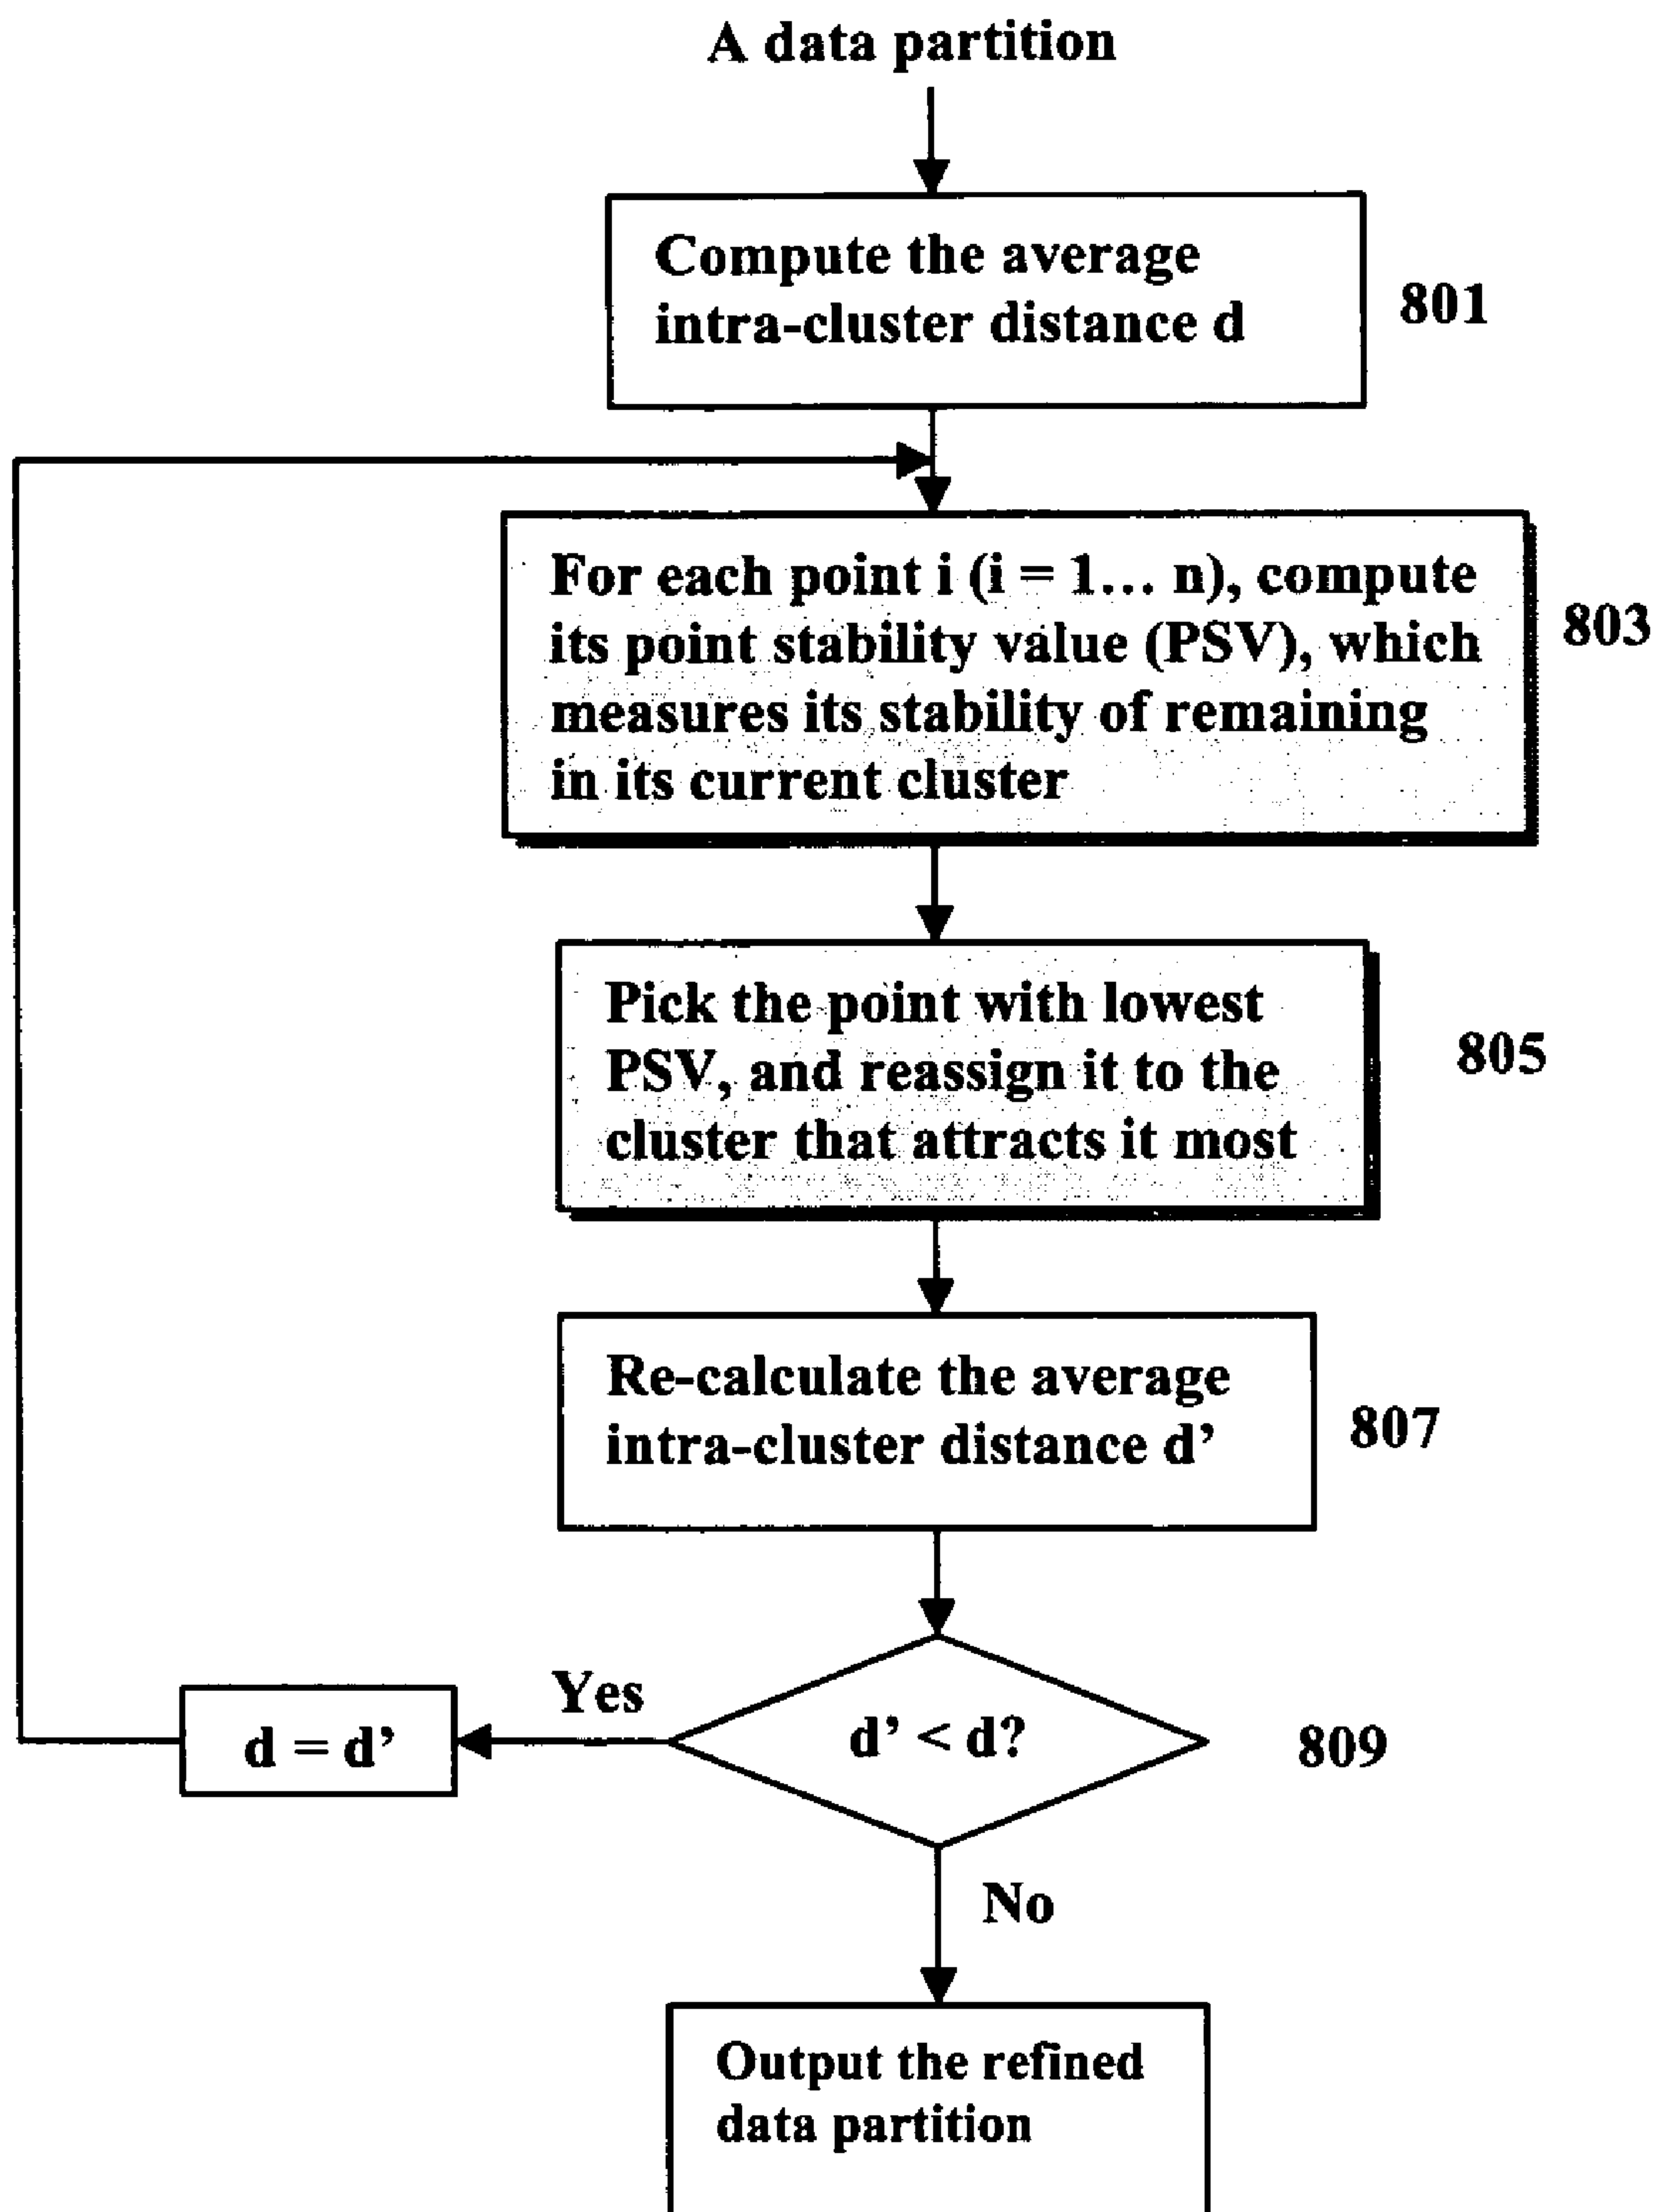 A data partition
Compute the average
intra-cluster distance d
801
For each point i (i = 1... n), compute
its point stability value (PSV), which
measures its stability of remaining
in its current cluster
803
Pick the point with lowest
PSV, and reassign it to the
cluster that attracts it most
805
Re-calculate the average
intra-cluster distance d’
807
d’ < d?
809
Yes
d = d’
No
Output the refined
data partition